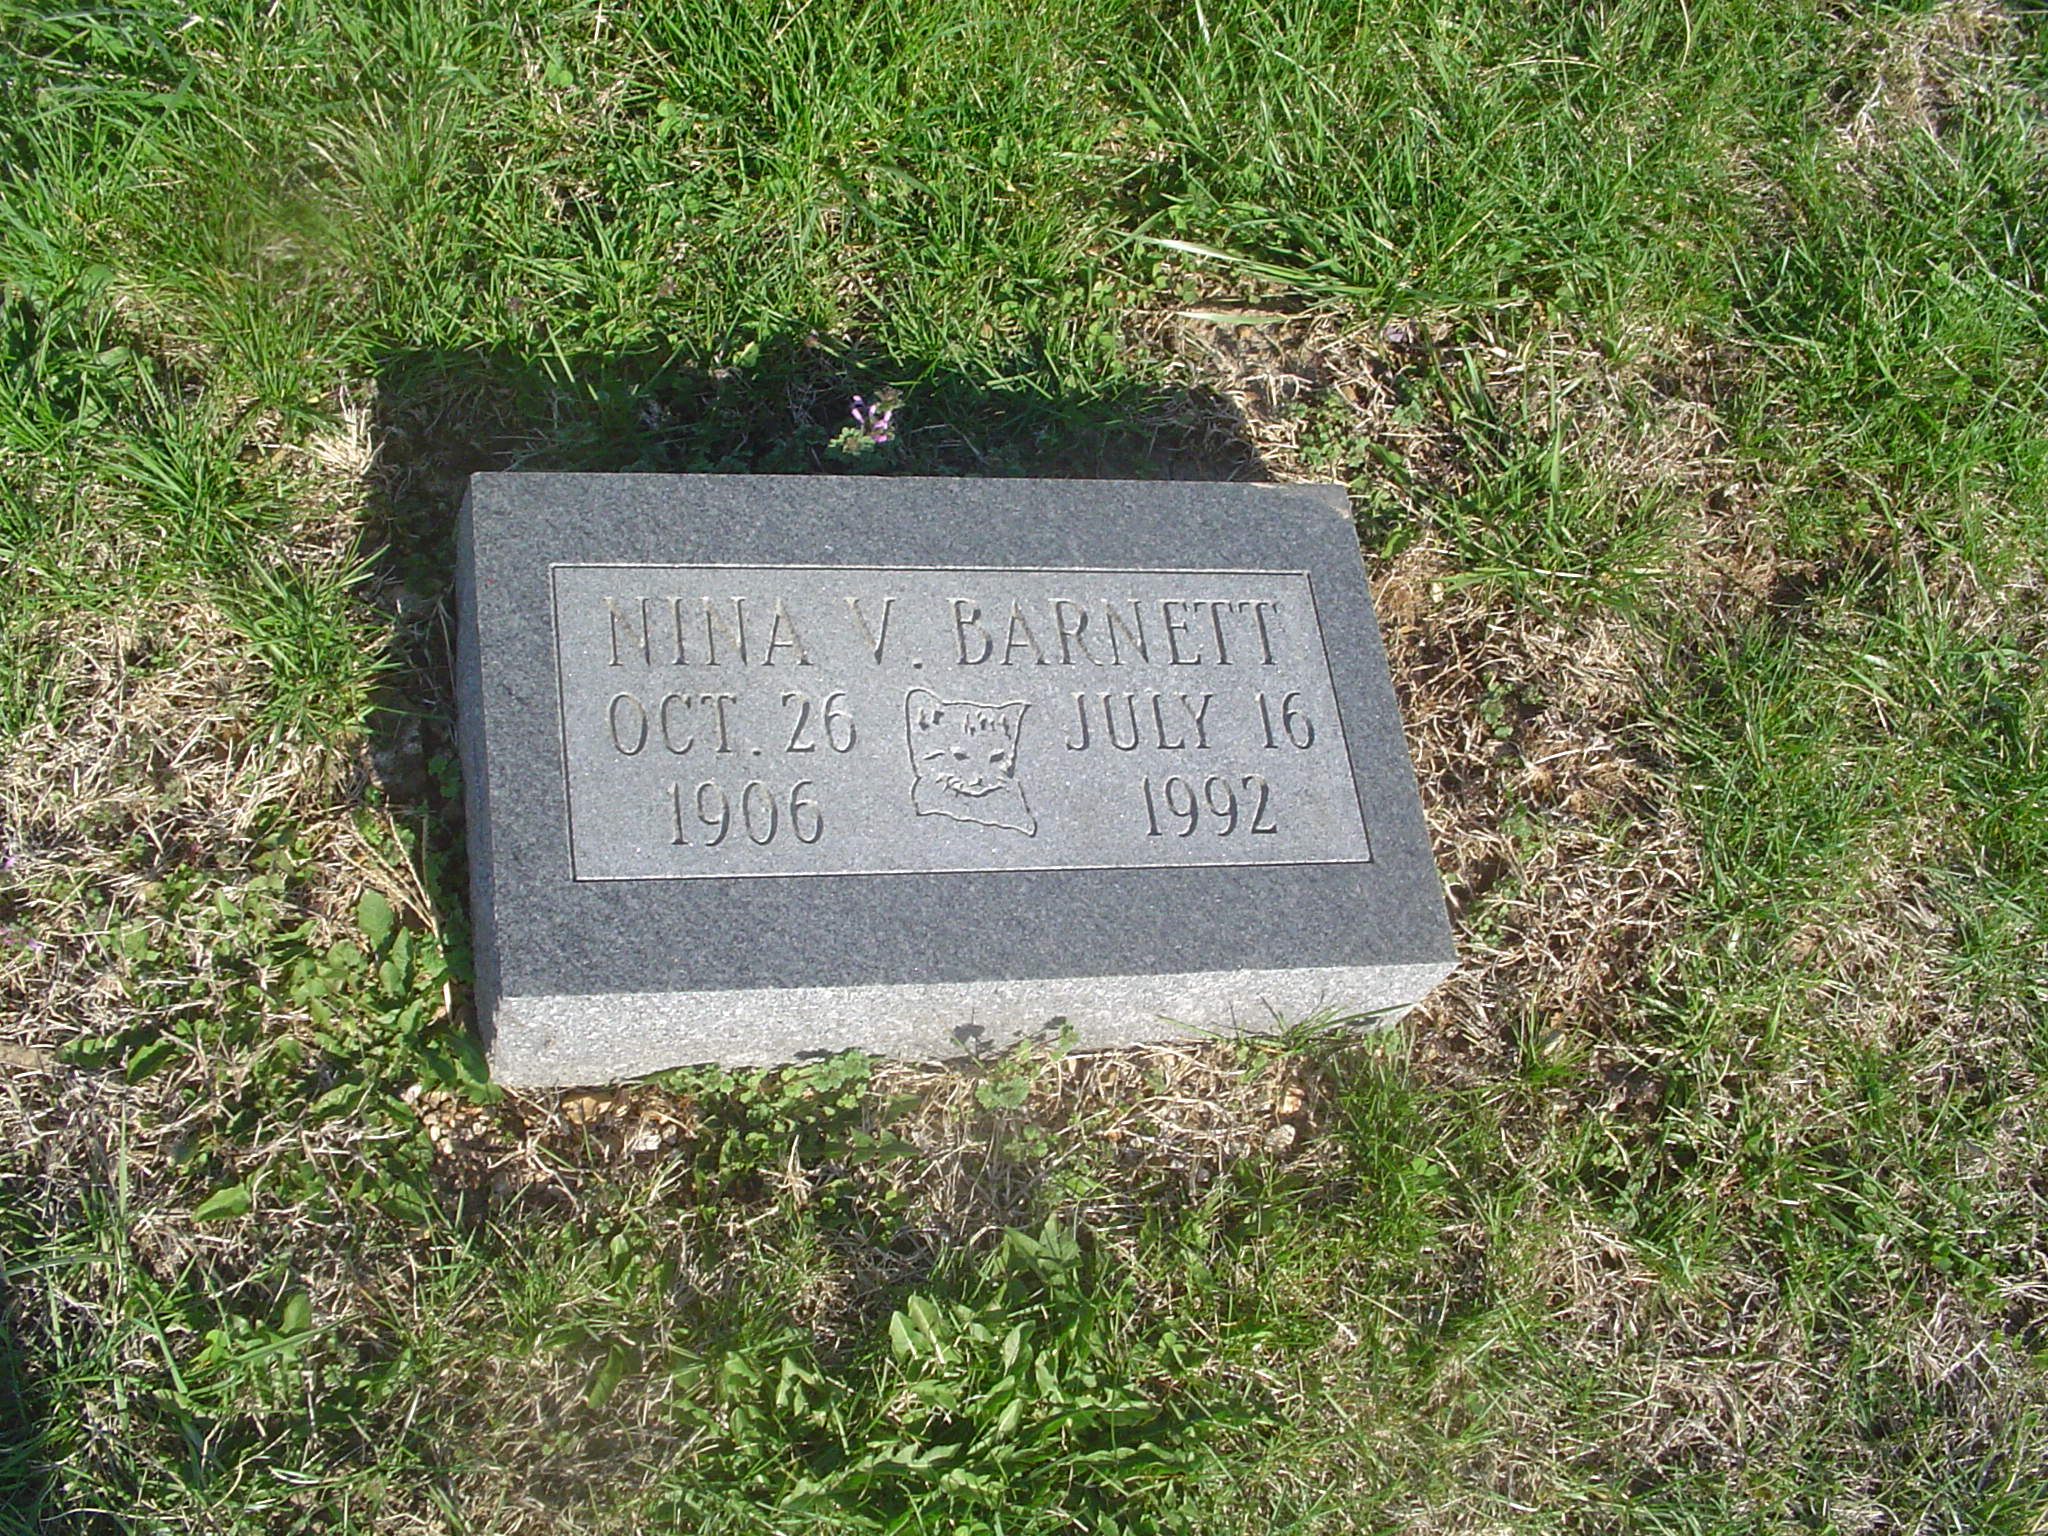 NINA V. BARNETT
OCT. 26 JULY 16
1906 1992